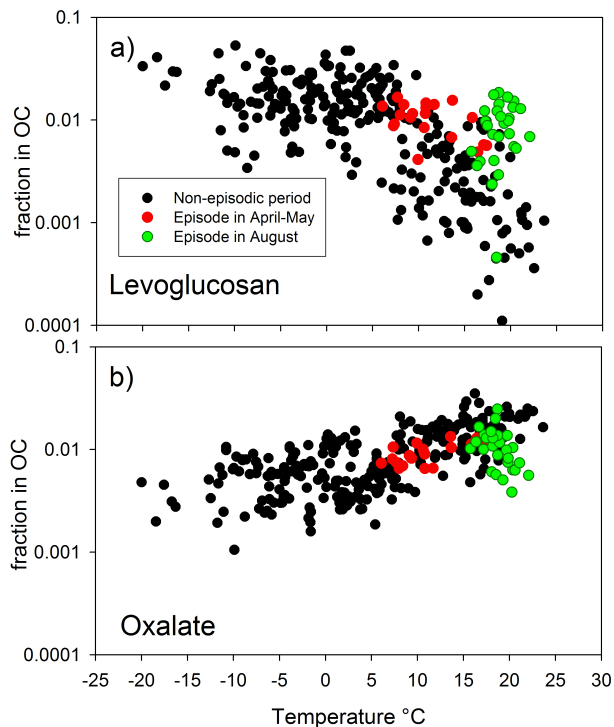 0.1
a)
0.01
fraction in OC
Non-episodic period
Episode in April-May
Episode in August
0.001
Levoglucosan
0.0001
0.1
b)
0.01
fraction in OC
0.001
Oxalate
0.0001
-25 -20 -15 -10 -5 0 5 10 15 20 25 30
Temperature °C